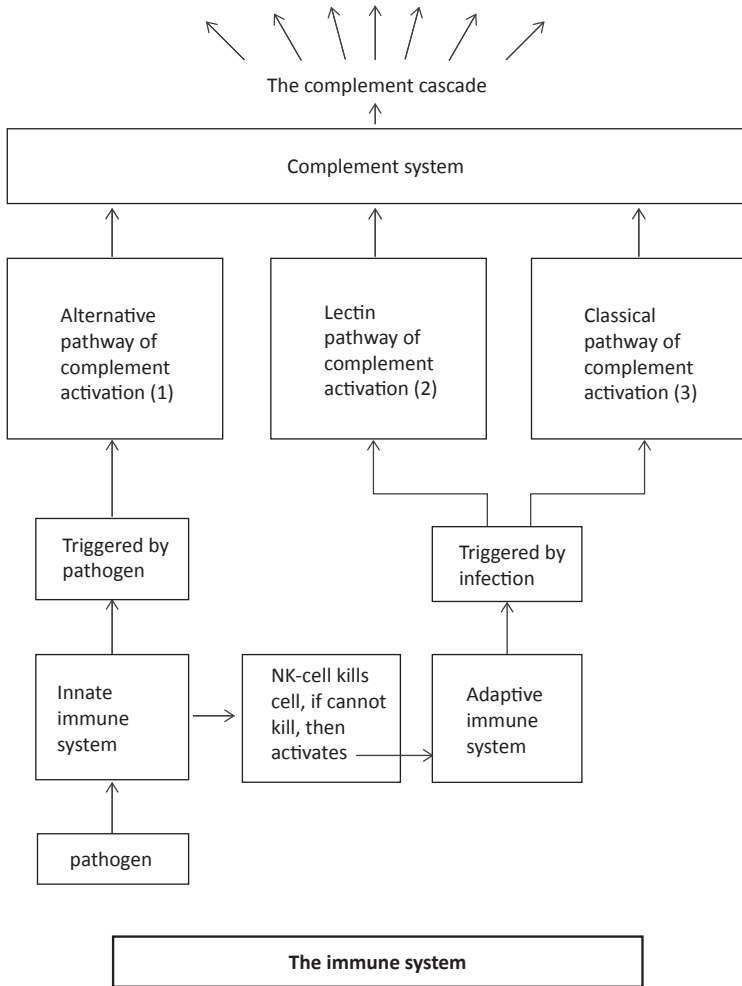 The complement cascade
Complement system
Alternative
pathway of
complement
activation (1)
Lectin
pathway of
complement
activation (2)
Classical
pathway of
complement
activation (3)
Triggered by
pathogen
Triggered by
infection
Innate
immune
system
NK-cell kills
cell, if cannot
kill, then
activates
Adaptive
immune
system
pathogen
The immune system